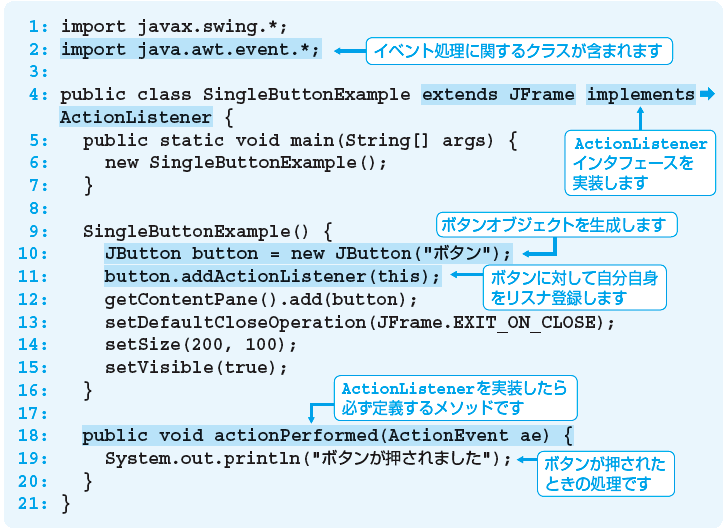 1: import javax.swing.*;
2: import java.awt.event.*;
イベント処理に関するクラスが含まれます
3:
4: public class SingleButtonExample extends JFrame implements➡
ActionListener {
ActionListener
インタフェースを
実装します
5: public static void main(String[] args) {
6: new SingleButtonExample();
7: }
8:
9: SingleButtonExample() {
ボタンオブジェクトを生成します
10: JButton button = new JButton("ボタン");
11: button.addActionListener(this);
ボタンに対して自分自身
をリスナ登録します
12: getContentPane().add(button);
13: setDefaultCloseOperation(JFrame.EXIT_ON_CLOSE);
14: setSize(200, 100);
15: setVisible(true);
16: }
ActionListenerを実装したら
必ず定義するメソッドです
17:
18: public void actionPerformed(ActionEvent ae) {
19: System.out.println("ボタンが押されました");
ボタンが押された
ときの処理です
20: }
21: }